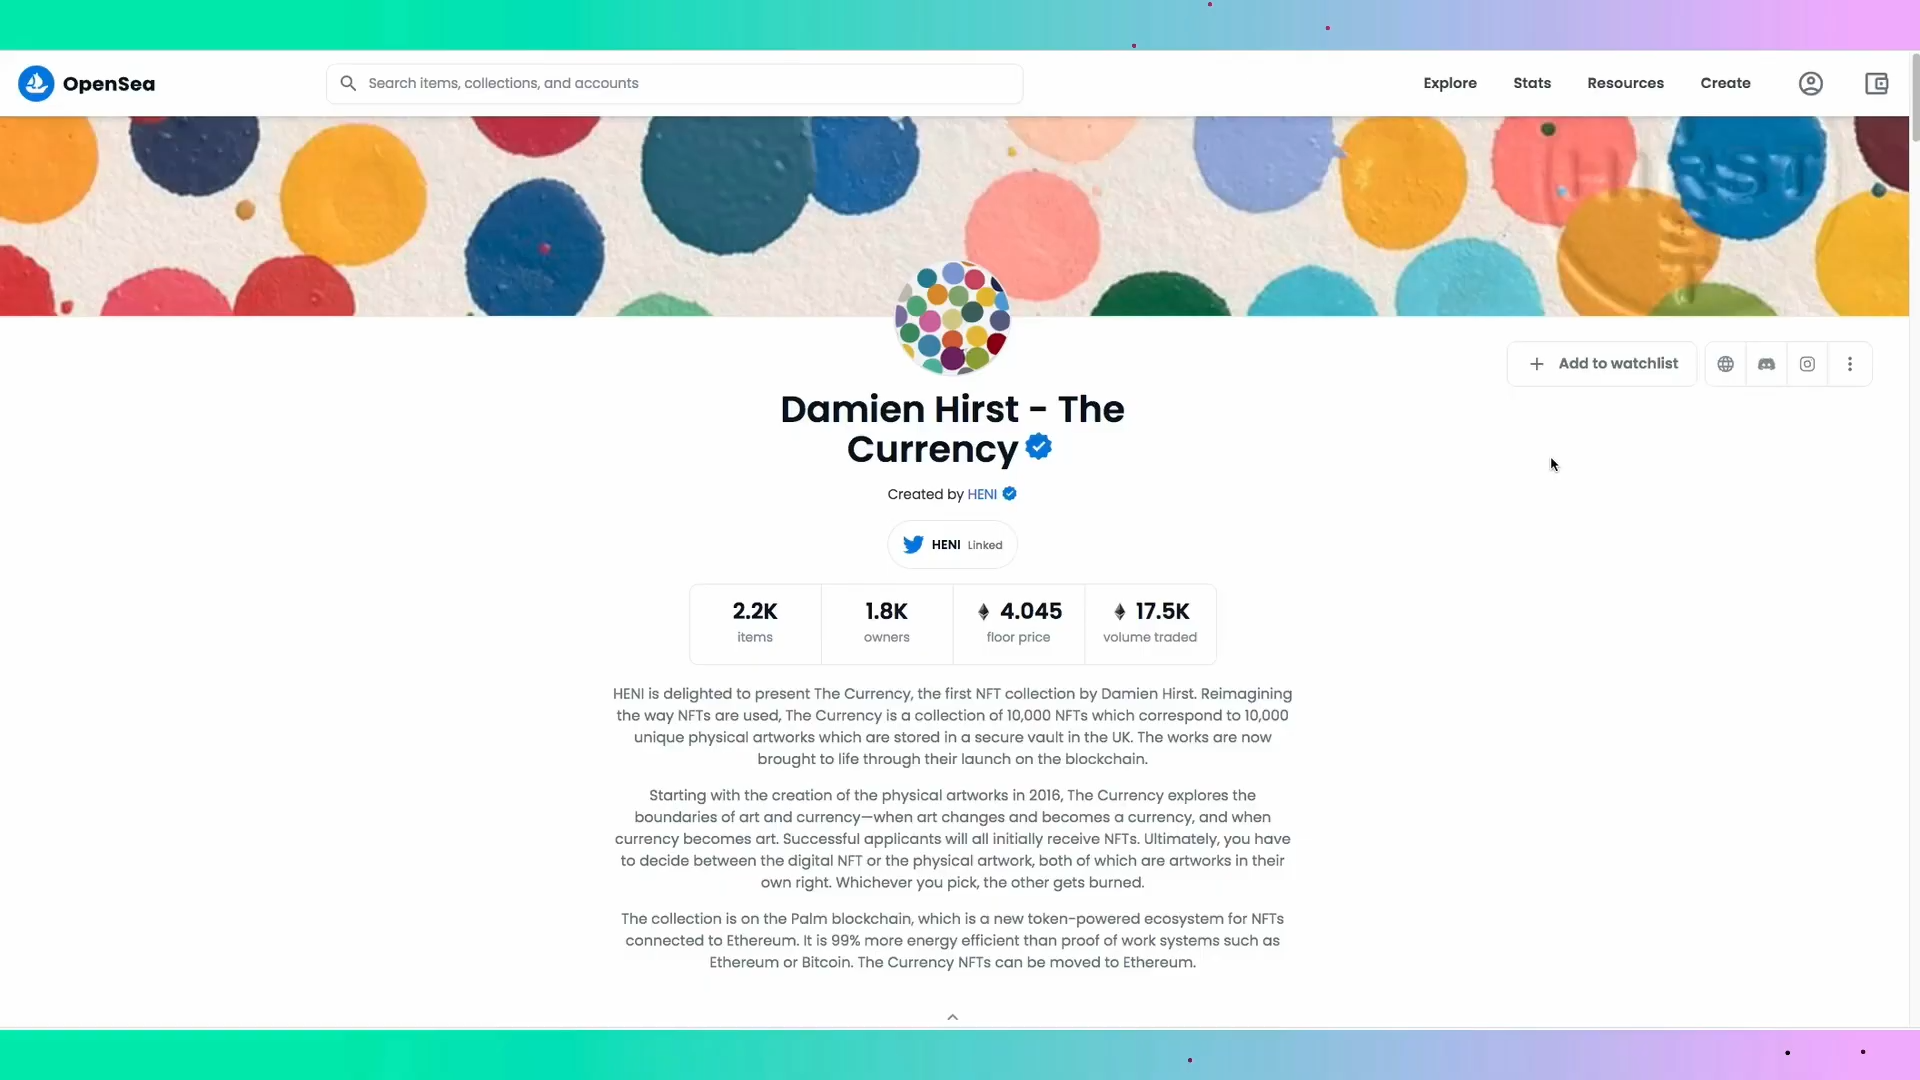 OpenSea
Search items, collections, and accounts
Explore
Stats
Resources
Create
HIRST
Add to watchlist
Damien Hirst - The
Currency
Created by HENI
HENI Linked
2.2K
items
1.8K
owners
4.045
floor price
17.5K
volume traded
HENI is delighted to present The Currency, the first NFT collection by Damien Hirst. Reimagining
the way NFTs are used, The Currency is a collection of 10,000 NFTs which correspond to 10,000
unique physical artworks which are stored in a secure vault in the UK. The works are now
brought to life through their launch on the blockchain.
Starting with the creation of the physical artworks in 2016, The Currency explores the
boundaries of art and currency—when art changes and becomes a currency, and when
currency becomes art. Successful applicants will all initially receive NFTs. Ultimately, you have
to decide between the digital NFT or the physical artwork, both of which are artworks in their
own right. Whichever you pick, the other gets burned.
The collection is on the Palm blockchain, which is a new token-powered ecosystem for NFTs
connected to Ethereum. It is 99% more energy efficient than proof of work systems such as
Ethereum or Bitcoin. The Currency NFTs can be moved to Ethereum.